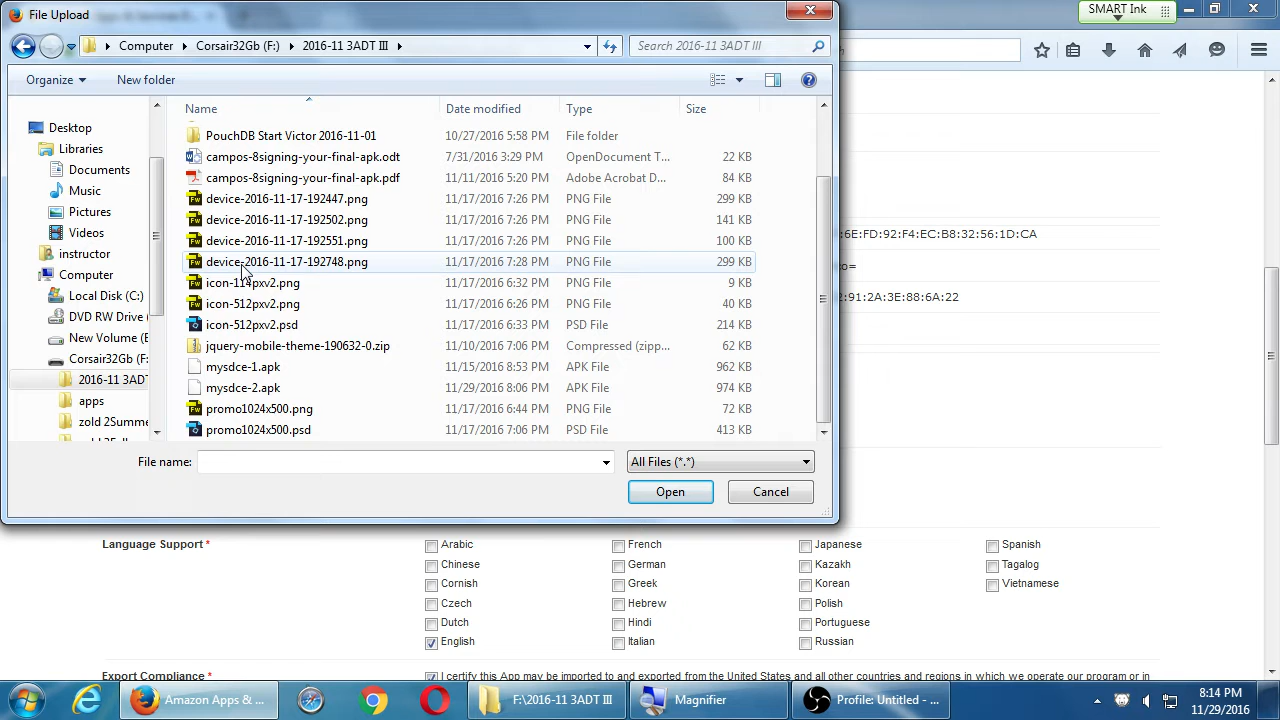 File Upload
SMART Ink
Computer
Corsair32Gb (F:)
2016-11 3ADT III
Search 2016-11 3ADT III
Organize
New folder
Name
Date modified
Type
Size
Desktop
Libraries
Documents
Music
Pictures
Videos
instructor
Computer
Local Disk (C:)
DVD RW Drive
New Volume (E
Corsair32Gb (F:
2016-11 3ADT
apps
zold 2Summe
PouchDB Start Victor 2016-11-01 10/27/2016 5:58 PM File folder
campos-8signing-your-final-apk.odt 7/31/2016 3:29 PM OpenDocument T... 22 KB
campos-8signing-your-final-apk.pdf 11/11/2016 5:20 PM Adobe Acrobat D... 84 KB
device-2016-11-17-192447.png 11/17/2016 7:26 PM PNG File 299 KB
device-2016-11-17-192502.png 11/17/2016 7:26 PM PNG File 141 KB
device-2016-11-17-192551.png 11/17/2016 7:26 PM PNG File 100 KB
device-2016-11-17-192748.png 11/17/2016 7:28 PM PNG File 299 KB
icon-114pxv2.png 11/17/2016 6:32 PM PNG File 9 KB
icon-512pxv2.png 11/17/2016 6:26 PM PNG File 40 KB
icon-512pxv2.psd 11/17/2016 6:33 PM PSD File 214 KB
jquery-mobile-theme-190632-0.zip 11/10/2016 7:06 PM Compressed (zipp... 62 KB
mysdce-1.apk 11/15/2016 8:53 PM APK File 962 KB
mysdce-2.apk 11/29/2016 8:06 PM APK File 974 KB
promo1024x500.png 11/17/2016 6:44 PM PNG File 72 KB
promo1024x500.psd 11/17/2016 7:06 PM PSD File 413 KB
File name:
All Files (*.*)
Open
Cancel
:6E:FD:92:F4:EC:B8:32:56:1D:CA
:91:2A:3E:88:6A:22
Language Support *
Arabic French Japanese Spanish
Chinese German Kazakh Tagalog
Cornish Greek Korean Vietnamese
Czech Hebrew Polish
Dutch Hindi Portuguese
English Italian Russian
Export Compliance *
I certify this App may be imported to and exported from the United States and all other countries and regions in which we operate our program or in
Amazon Apps & ...
F:\2016-11 3ADT III
Magnifier
Profile: Untitled - ...
8:14 PM
11/29/2016